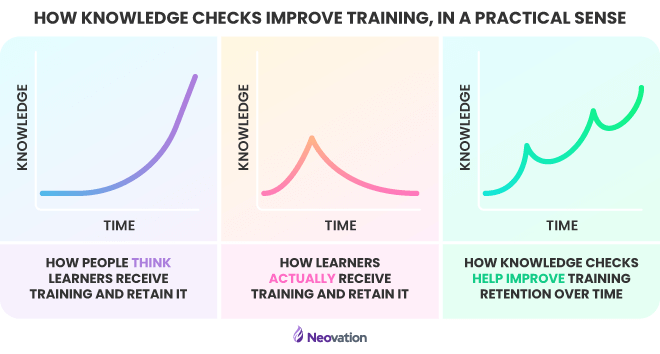 HOW KNOWLEDGE CHECKS IMPROVE TRAINING, IN A PRACTICAL SENSE
KNOWLEDGE
TIME
HOW PEOPLE THINK
LEARNERS RECEIVE
TRAINING AND RETAIN IT
KNOWLEDGE
TIME
HOW LEARNERS
ACTUALLY RECEIVE
TRAINING AND RETAIN IT
KNOWLEDGE
TIME
HOW KNOWLEDGE CHECKS
HELP IMPROVE TRAINING
RETENTION OVER TIME
Neovation